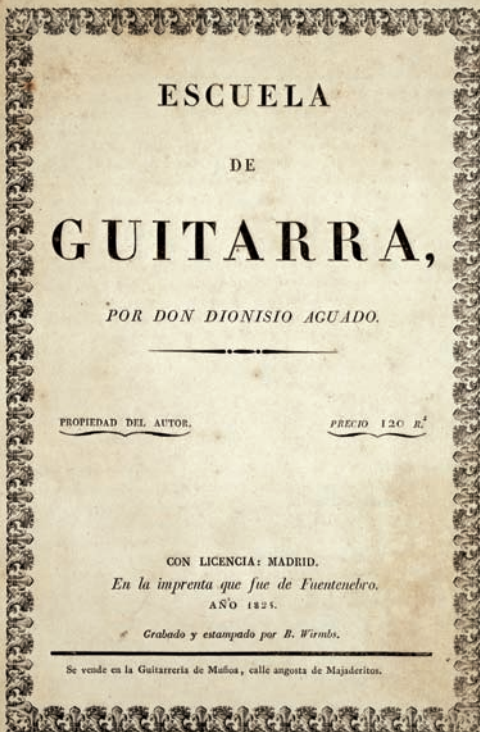 ESCUELA
DE
GUITARRA,
POR DON DIONISIO AGUADO.
PROPIEDAD DEL AUTOR.
PRECIO 120 R.ˢ
CON LICENCIA: MADRID.
En la imprenta que fue de Fuentenebro.
AÑO 1825.
Grabado y estampado por B. Wirmbs.
Se vende en la Guitarrería de Muñoa, calle angosta de Majaderitos.